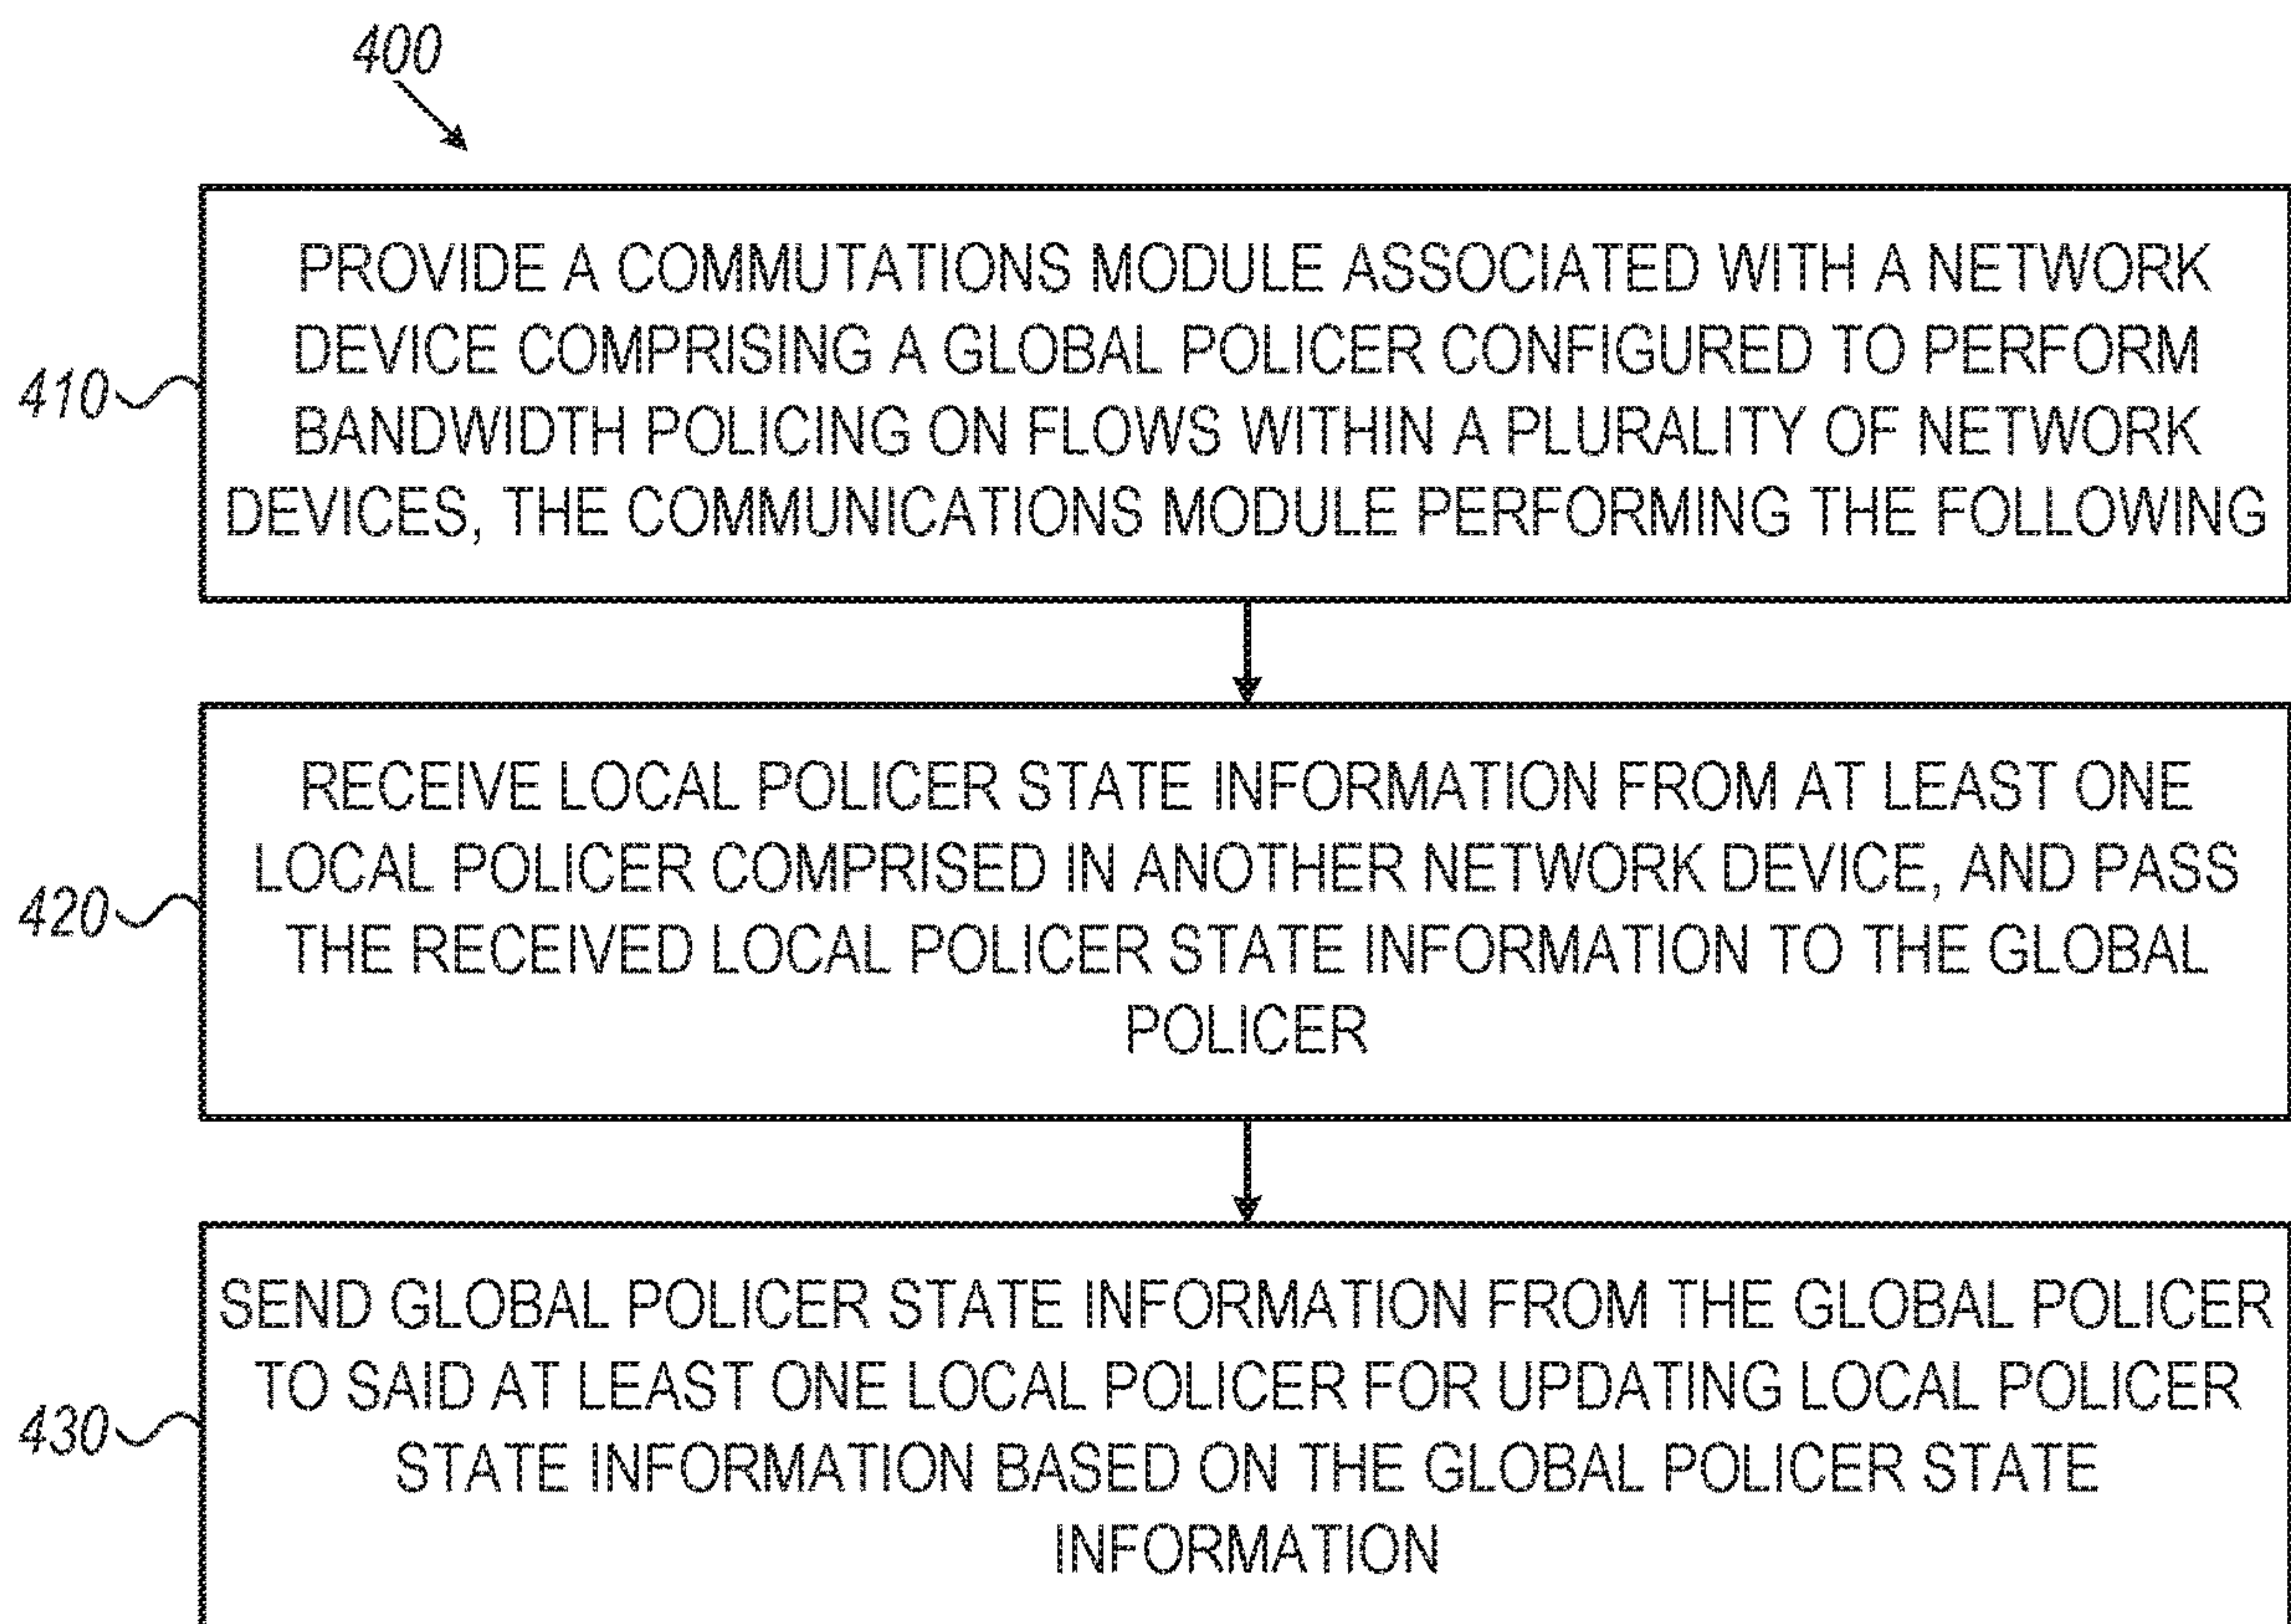 400
PROVIDE A COMMUTATIONS MODULE ASSOCIATED WITH A NETWORK
DEVICE COMPRISING A GLOBAL POLICER CONFIGURED TO PERFORM
410
BANDWIDTH POLICING ON FLOWS WITHIN A PLURALITY OF NETWORK
DEVICES, THE COMMUNICATIONS MODULE PERFORMING THE FOLLOWING
RECEIVE LOCAL POLICER STATE INFORMATION FROM AT LEAST ONE
LOCAL POLICER COMPRISED IN ANOTHER NETWORK DEVICE, AND PASS
420
THE RECEIVED LOCAL POLICER STATE INFORMATION TO THE GLOBAL
POLICER
SEND GLOBAL POLICER STATE INFORMATION FROM THE GLOBAL POLICER
TO SAID AT LEAST ONE LOCAL POLICER FOR UPDATING LOCAL POLICER
430
STATE INFORMATION BASED ON THE GLOBAL POLICER STATE
INFORMATION